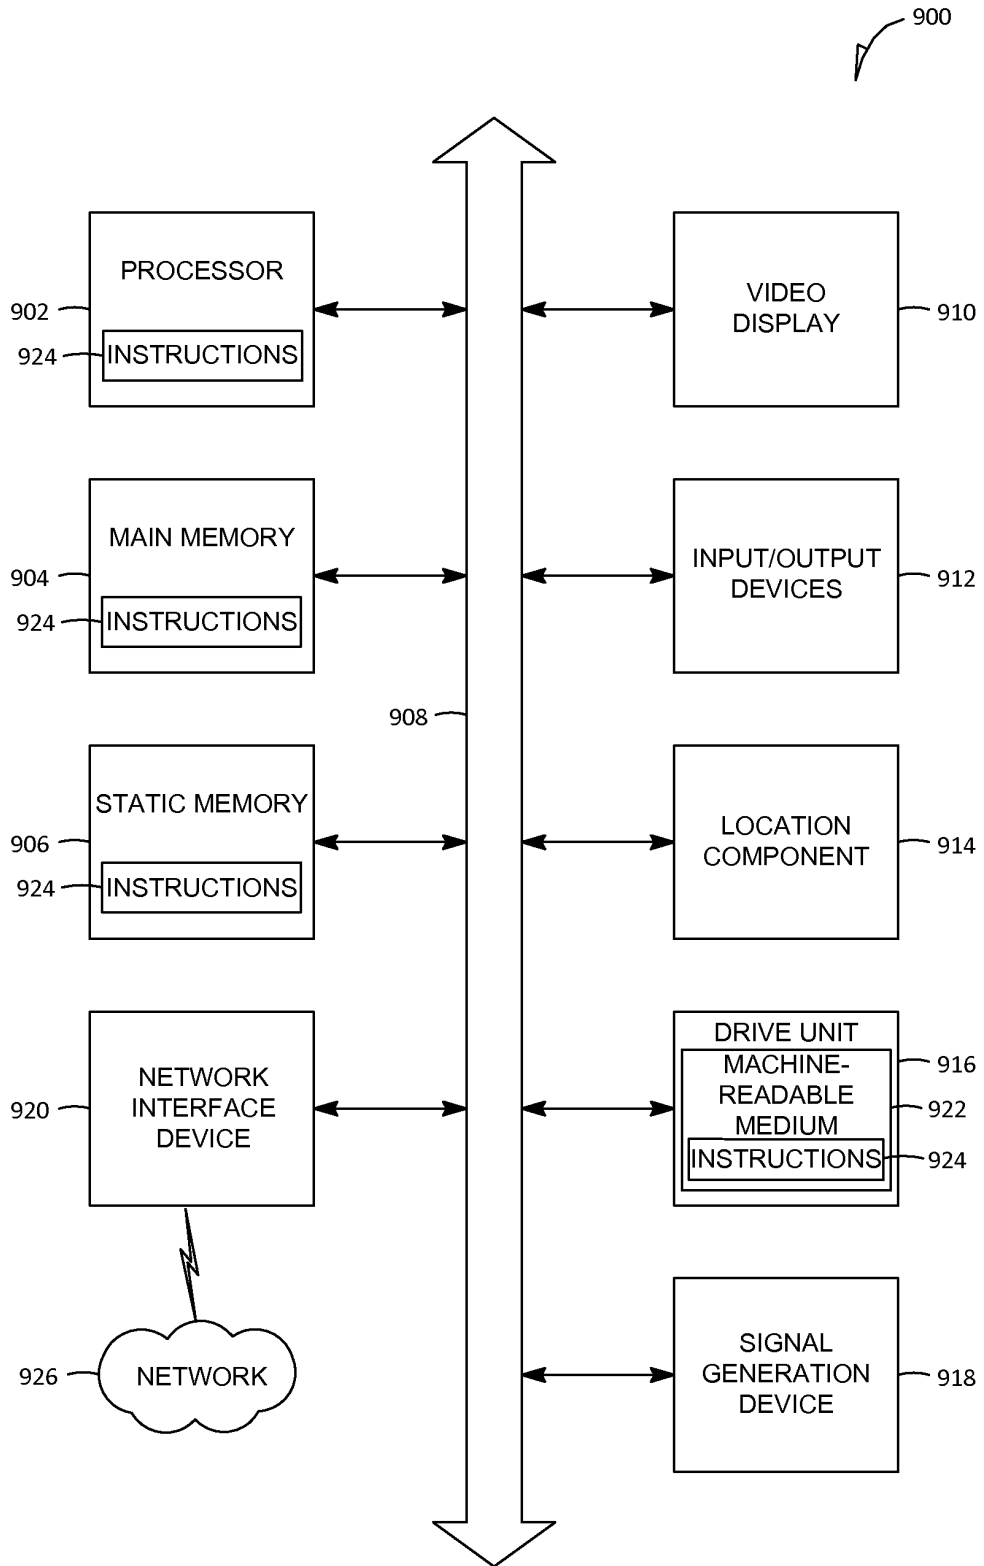 900
PROCESSOR
902
924
INSTRUCTIONS
VIDEO
DISPLAY
910
MAIN MEMORY
904
924
INSTRUCTIONS
INPUT/OUTPUT
DEVICES
912
908
STATIC MEMORY
906
924
INSTRUCTIONS
LOCATION
COMPONENT
914
NETWORK
INTERFACE
DEVICE
920
DRIVE UNIT
MACHINE-
READABLE
MEDIUM
INSTRUCTIONS
916
922
924
926
NETWORK
SIGNAL
GENERATION
DEVICE
918